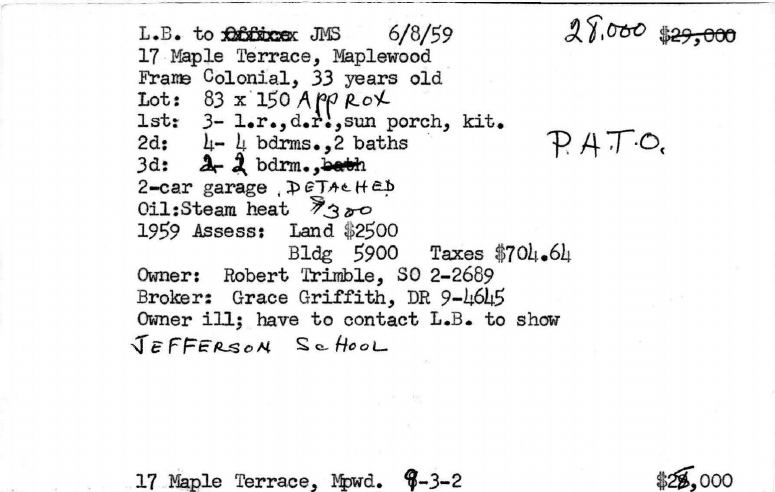 L.B. to Officex JMS 6/8/59 28,000 $29,000
17 Maple Terrace, Maplewood
Frame Colonial, 33 years old
Lot: 83 x 150 APPROX
1st: 3- l.r.,d.r.,sun porch, kit.
2d: 4- 4 bdrms.,2 baths P.A.T.O.
3d: 2- 2 bdrm.,bath
2-car garage, DETACHED
Oil:Steam heat $300
1959 Assess: Land $2500
Bldg 5900 Taxes $704.64
Owner: Robert Trimble, SO 2-2689
Broker: Grace Griffith, DR 9-4645
Owner ill; have to contact L.B. to show
JEFFERSON SCHOOL
17 Maple Terrace, Mpwd. 9-3-2 $28,000